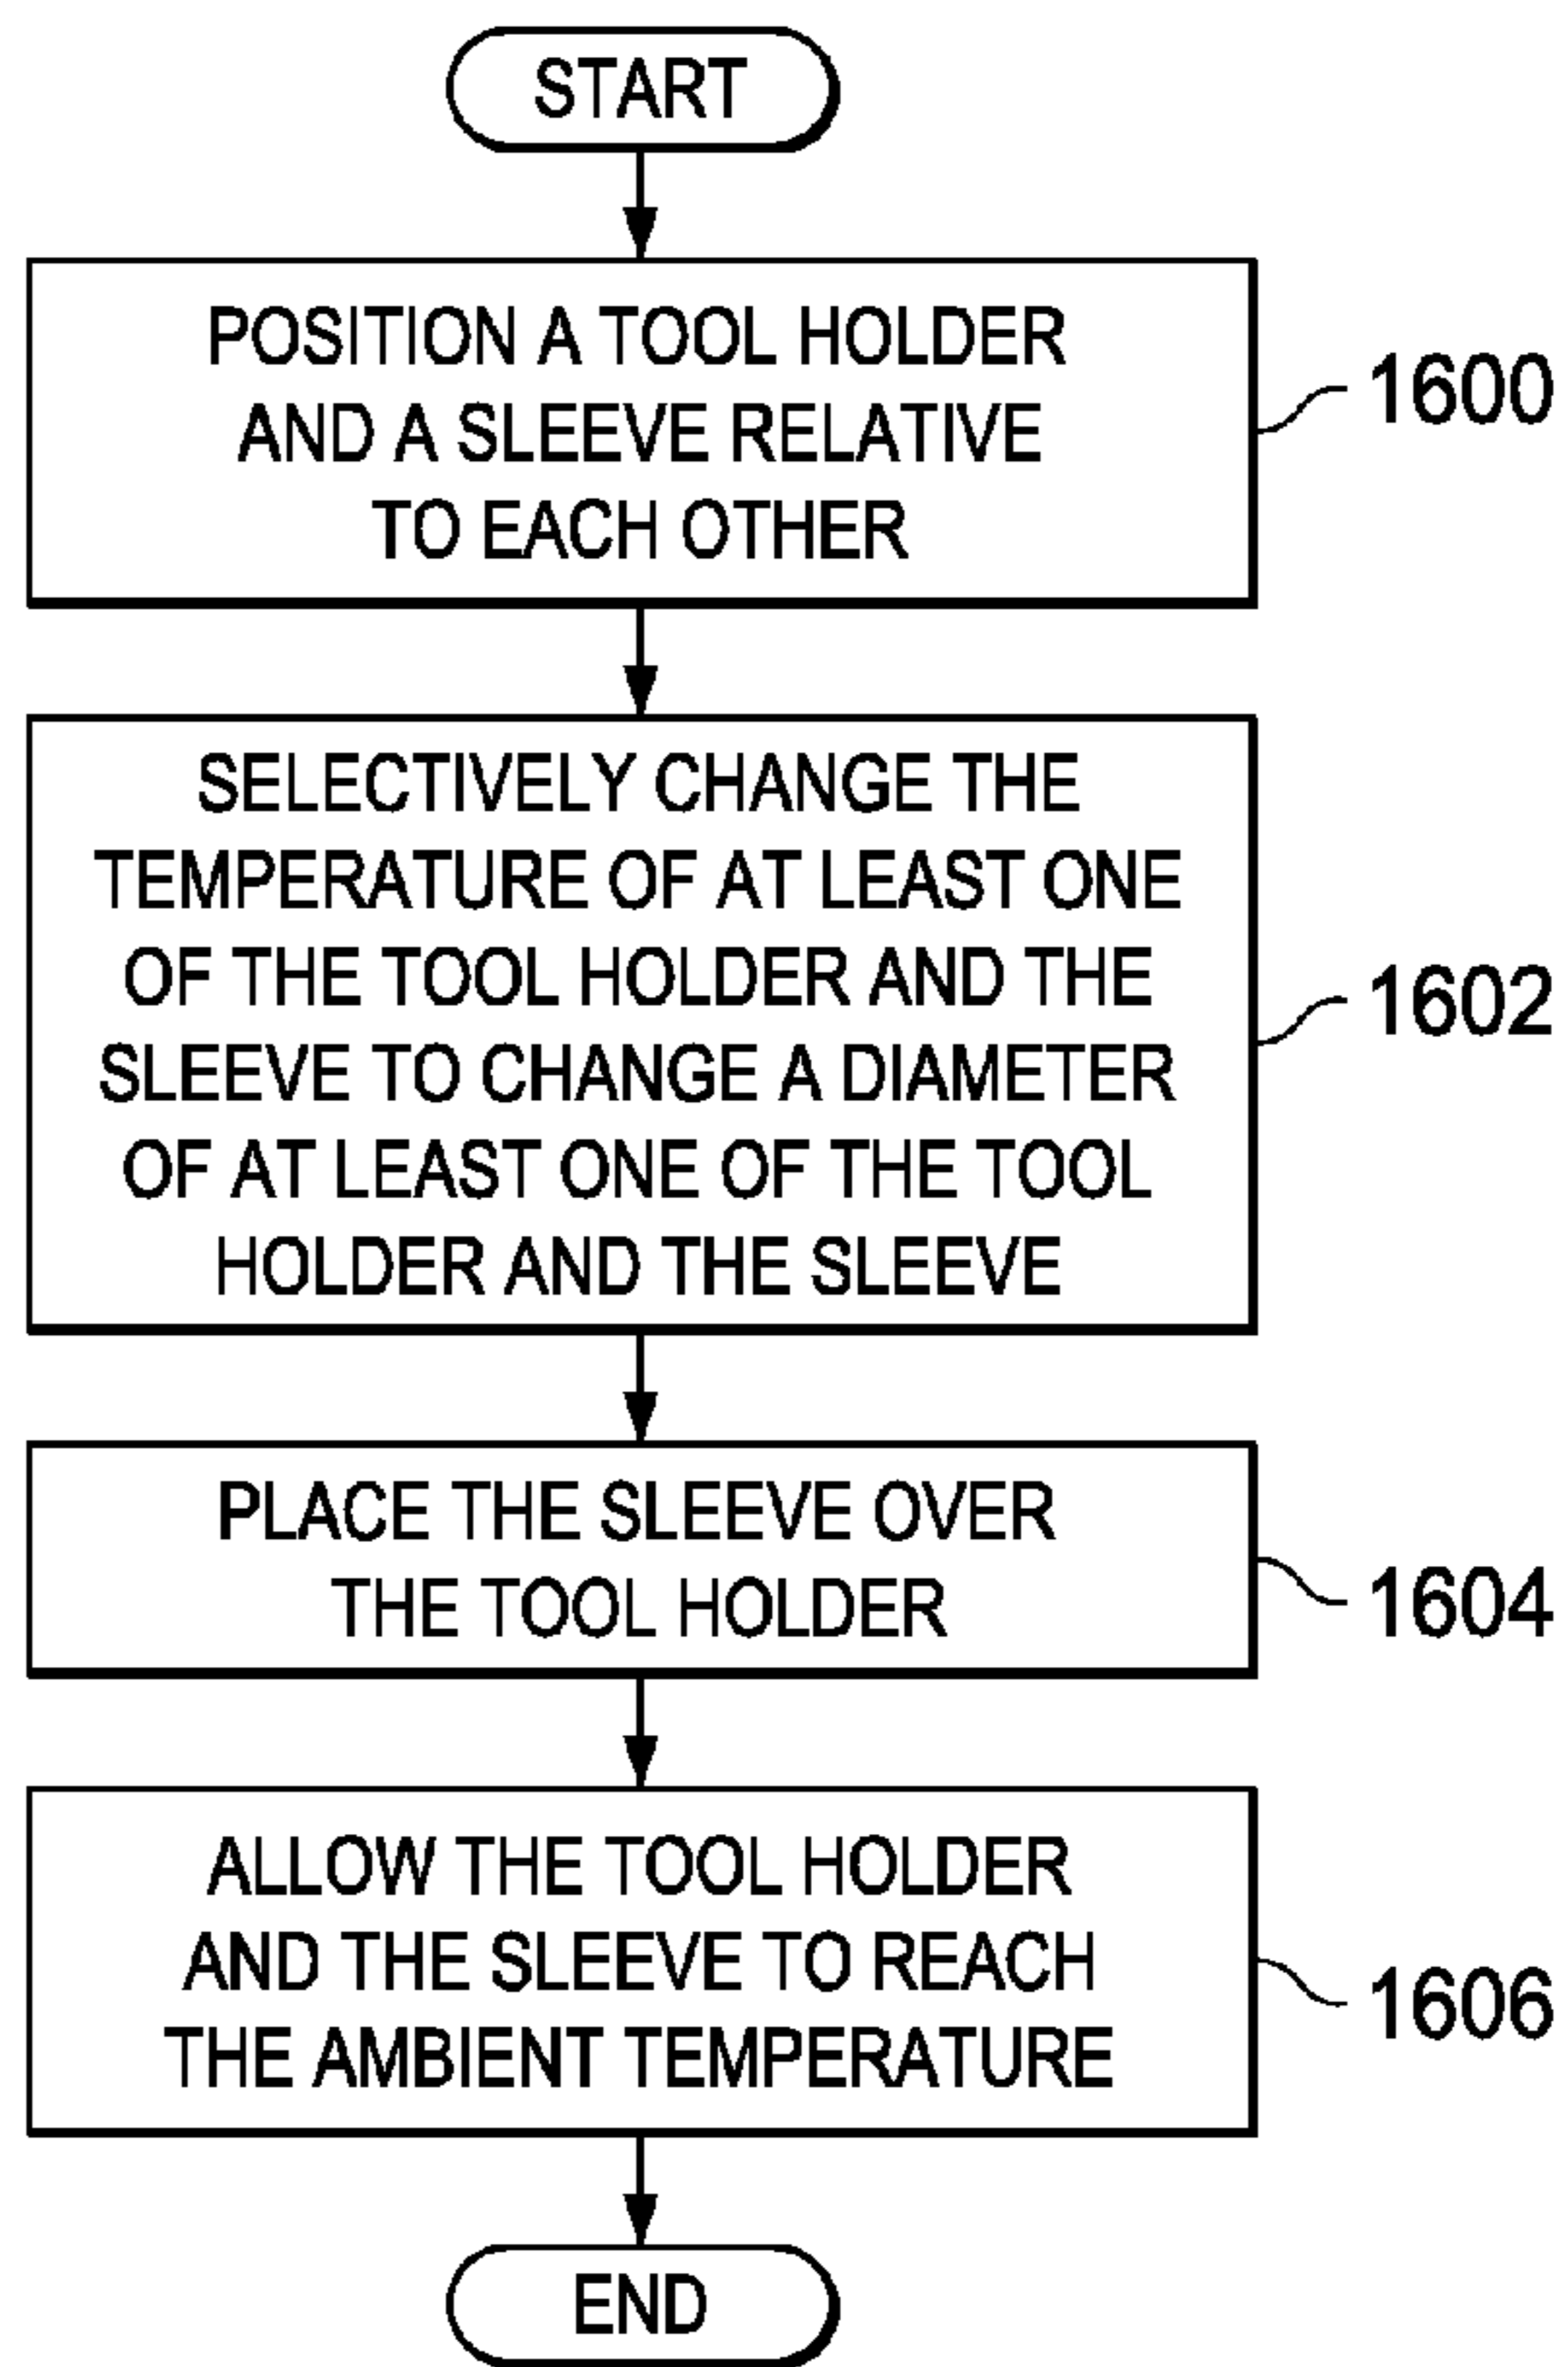 START
POSITION A TOOL HOLDER
AND A SLEEVE RELATIVE
TO EACH OTHER
1600
SELECTIVELY CHANGE THE
TEMPERATURE OF AT LEAST ONE
OF THE TOOL HOLDER AND THE
SLEEVE TO CHANGE A DIAMETER
OF AT LEAST ONE OF THE TOOL
HOLDER AND THE SLEEVE
1602
PLACE THE SLEEVE OVER
THE TOOL HOLDER
1604
ALLOW THE TOOL HOLDER
AND THE SLEEVE TO REACH
THE AMBIENT TEMPERATURE
1606
END